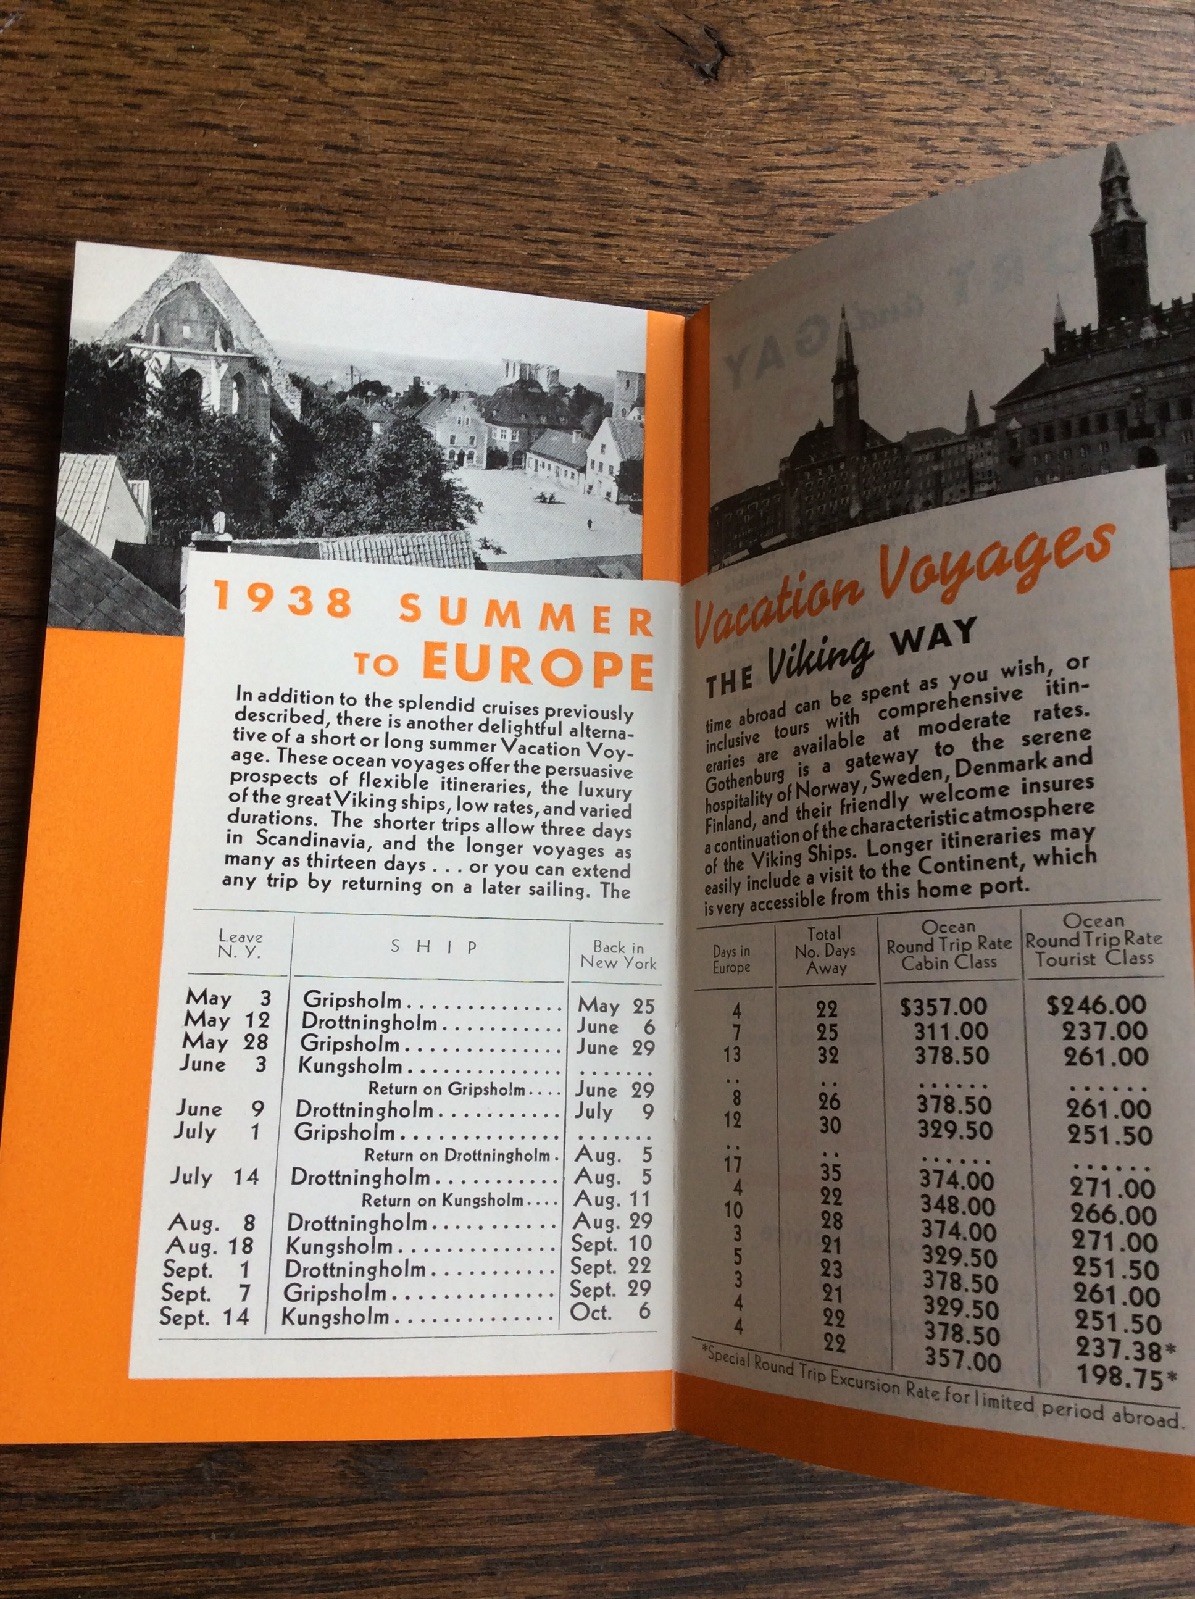 1938 SUMMER
TO EUROPE
In addition to the splendid cruises previously
described, there is another delightful alterna-
tive of a short or long summer Vacation Voy-
age. These ocean voyages offer the persuasive
prospects of flexible itineraries, the luxury
of the great Viking ships, low rates, and varied
durations. The shorter trips allow three days
in Scandinavia, and the longer voyages as
many as thirteen days . . . or you can extend
any trip by returning on a later sailing. The
Leave N. Y. SHIP Back in New York
May 3 Gripsholm.............. May 25
May 12 Drottningholm........... June 6
May 28 Gripsholm.............. June 29
June 3 Kungsholm.............. .......
Return on Gripsholm.... June 29
June 9 Drottningholm........... July 9
July 1 Gripsholm.............. .......
Return on Drottningholm. Aug. 5
July 14 Drottningholm........... Aug. 5
Return on Kungsholm.... Aug. 11
Aug. 8 Drottningholm........... Aug. 29
Aug. 18 Kungsholm.............. Sept. 10
Sept. 1 Drottningholm........... Sept. 22
Sept. 7 Gripsholm.............. Sept. 29
Sept. 14 Kungsholm.............. Oct. 6
Vacation Voyages
THE Viking WAY
time abroad can be spent as you wish, or
inclusive tours with comprehensive itin-
eraries are available at moderate rates.
Gothenburg is a gateway to the serene
hospitality of Norway, Sweden, Denmark and
Finland, and their friendly welcome insures
a continuation of the characteristic atmosphere
of the Viking Ships. Longer itineraries may
easily include a visit to the Continent, which
is very accessible from this home port.
Days in Europe Total No. Days Away Ocean Round Trip Rate Cabin Class Ocean Round Trip Rate Tourist Class
4 22 $357.00 $246.00
7 25 311.00 237.00
13 32 378.50 261.00
.. .. ...... ......
8 26 378.50 261.00
12 30 329.50 251.50
.. .. ...... ......
17 35 374.00 271.00
4 22 348.00 266.00
10 28 374.00 271.00
3 21 329.50 251.50
5 23 378.50 261.00
3 21 329.50 251.50
4 22 378.50 237.38*
4 22 357.00 198.75*
*Special Round Trip Excursion Rate for limited period abroad.